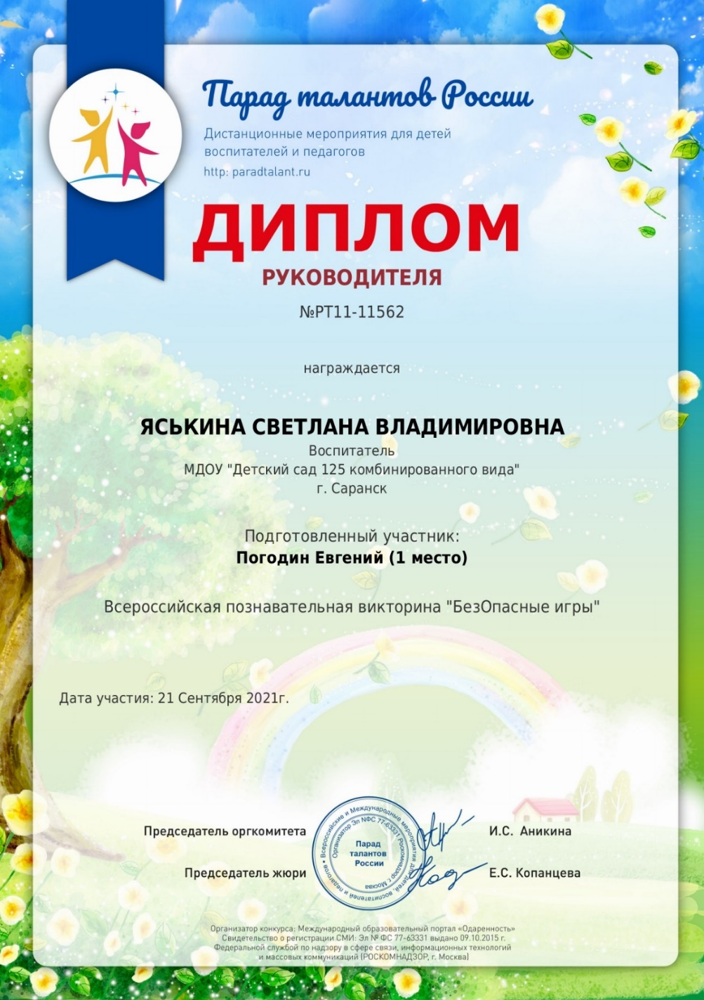 Парад талантов России
Дистанционные мероприятия для детей
воспитателей и педагогов
http: paradtalant.ru
ДИПЛОМ
РУКОВОДИТЕЛЯ
№РТ11-11562
награждается
ЯСЬКИНА СВЕТЛАНА ВЛАДИМИРОВНА
Воспитатель
МДОУ "Детский сад 125 комбинированного вида"
г. Саранск
Подготовленный участник:
Погодин Евгений (1 место)
Всероссийская познавательная викторина "БезОпасные игры"
Дата участия: 21 Сентября 2021г.
Председатель оргкомитета
И.С. Аникина
Председатель жюри
Е.С. Копанцева
Всероссийские и Международные мероприятия для детей, воспитателей и педагогов •
Организатор Эл №ФС 77-63331 Роскомнадзор г. Москва
Парад
талантов
России
Организатор конкурса: Международный образовательный портал «Одаренность»
Свидетельство о регистрации СМИ: Эл № ФС 77-63331 выдано 09.10.2015 г.
Федеральной службой по надзору в сфере связи, информационных технологий
и массовых коммуникаций (РОСКОМНАДЗОР, г. Москва)